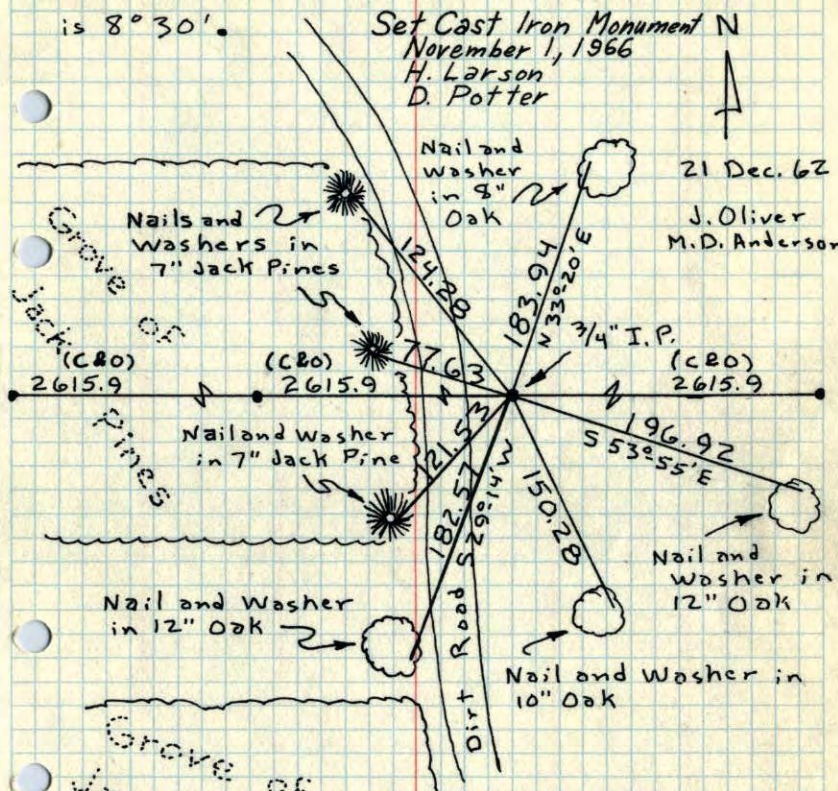 is 8°30'.
Set Cast Iron Monument
November 1, 1966
H. Larson
D. Potter
N
21 Dec. 62
J. Oliver
M.D. Anderson
Nail and
Washer
in 8"
Oak
Nails and
Washers in
7" Jack Pines
Grove of
Jack
Pines
124.28
183.94
N 33°-20' E
3/4" I.P.
77.63
(C&O)
2615.9
(C&O)
2615.9
(C&O)
2615.9
Nail and Washer
in 7" Jack Pine
121.53
182.57
S 29°-14' W
196.92
S 53°-55' E
150.28
Nail and
Washer in
12" Oak
Nail and Washer
in 12" Oak
Nail and Washer in
10" Oak
Dirt Road
Grove of